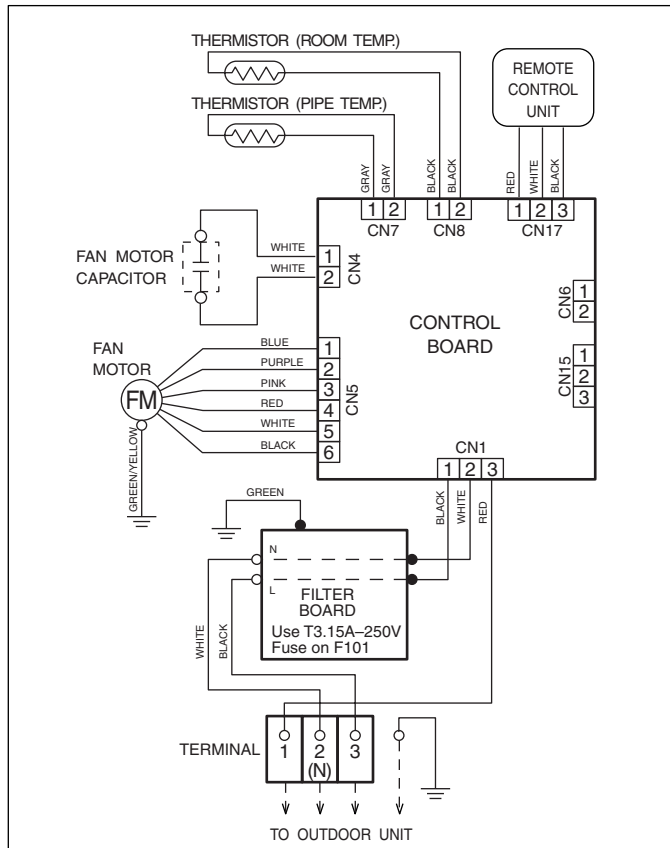 THERMISTOR (ROOM TEMP.)
THERMISTOR (PIPE TEMP.)
REMOTE
CONTROL
UNIT
GRAY
GRAY
BLACK
BLACK
RED
WHITE
BLACK
1 2
CN7
1 2
CN8
1 2 3
CN17
FAN MOTOR
CAPACITOR
WHITE
WHITE
1
2
CN4
CN6
1
2
CONTROL
BOARD
FAN
MOTOR
FM
BLUE
PURPLE
PINK
RED
WHITE
BLACK
1
2
3
4
5
6
CN5
CN15
1
2
3
GREEN/YELLOW
CN1
1 2 3
BLACK
WHITE
RED
GREEN
N
L
FILTER
BOARD
Use T3.15A–250V
Fuse on F101
WHITE
BLACK
TERMINAL
1
2
(N)
3
TO OUTDOOR UNIT